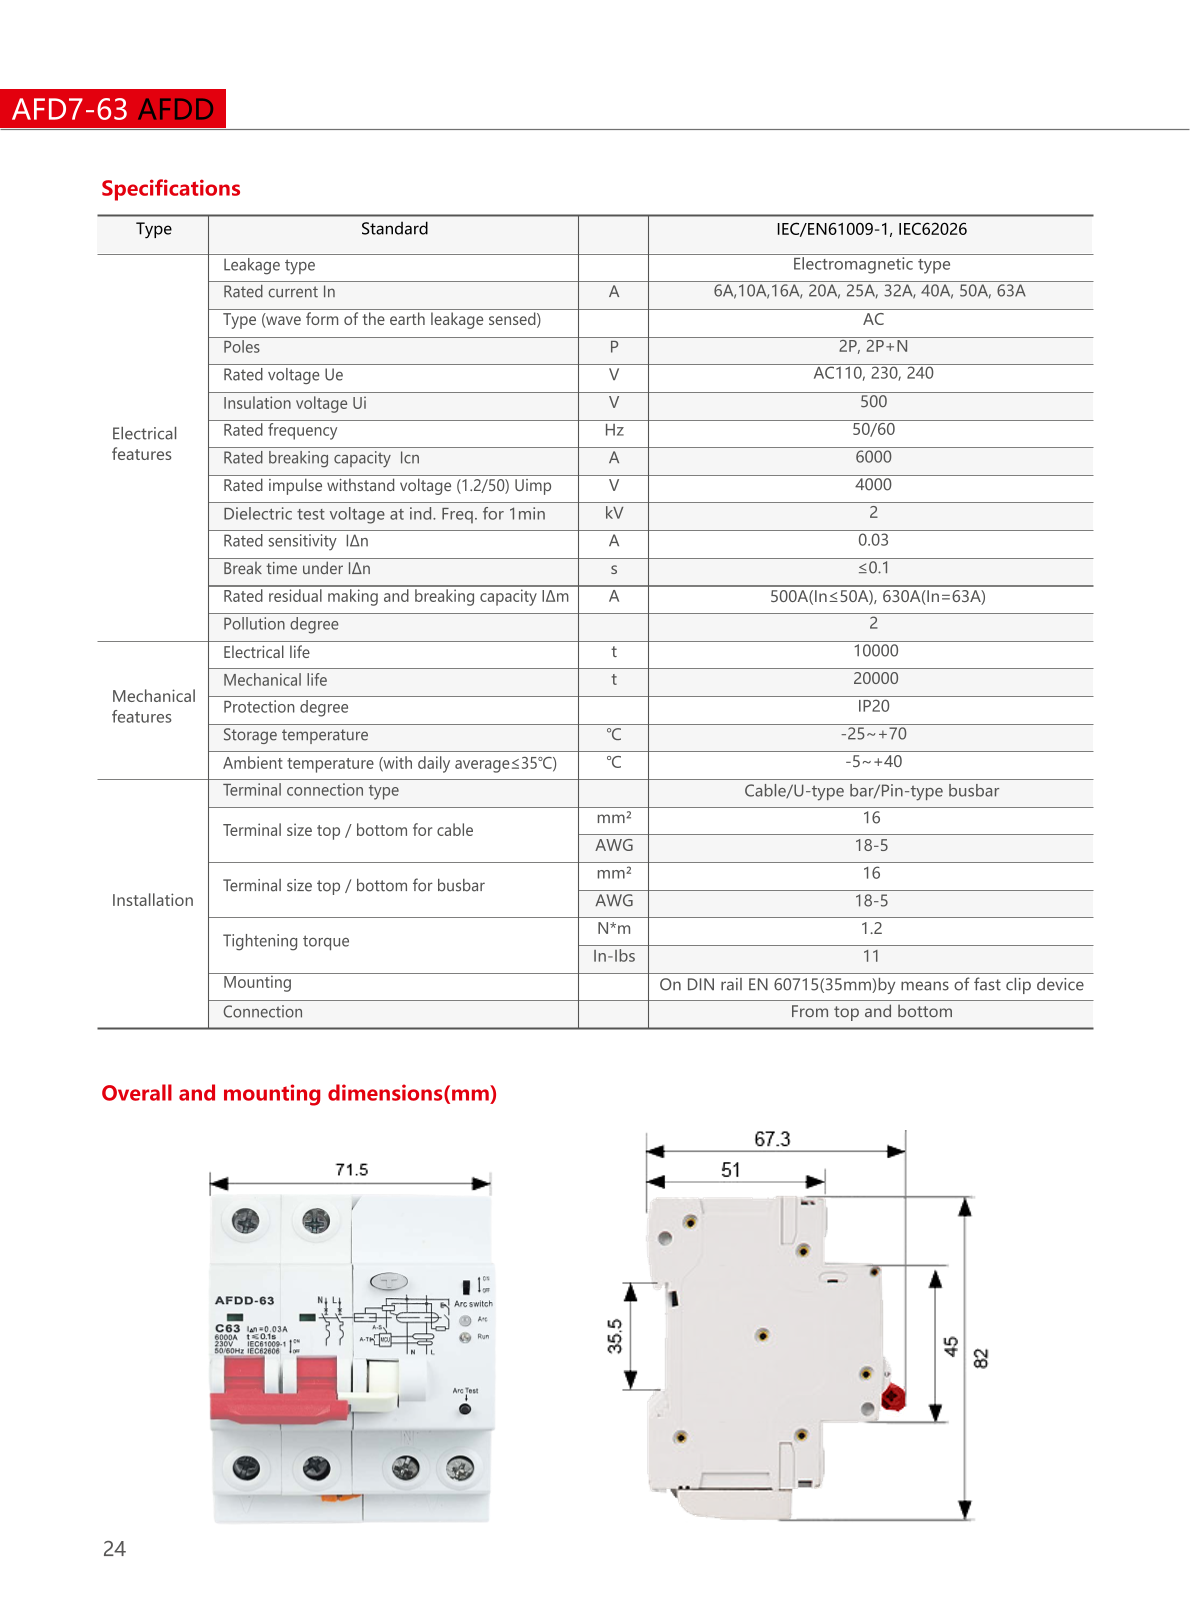 AFD7-63 AFDD
Specifications
Type Standard IEC/EN61009-1, IEC62026
Electrical
features
Leakage type Electromagnetic type
Rated current In A 6A,10A,16A, 20A, 25A, 32A, 40A, 50A, 63A
Type (wave form of the earth leakage sensed) AC
Poles P 2P, 2P+N
Rated voltage Ue V AC110, 230, 240
Insulation voltage Ui V 500
Rated frequency Hz 50/60
Rated breaking capacity Icn A 6000
Rated impulse withstand voltage (1.2/50) Uimp V 4000
Dielectric test voltage at ind. Freq. for 1min kV 2
Rated sensitivity I∆n A 0.03
Break time under I∆n s ≤0.1
Rated residual making and breaking capacity I∆m A 500A(In≤50A), 630A(In=63A)
Pollution degree 2
Mechanical
features
Electrical life t 10000
Mechanical life t 20000
Protection degree IP20
Storage temperature ℃ -25~+70
Ambient temperature (with daily average≤35℃) ℃ -5~+40
Installation
Terminal connection type Cable/U-type bar/Pin-type busbar
Terminal size top / bottom for cable
mm² 16
AWG 18-5
Terminal size top / bottom for busbar
mm² 16
AWG 18-5
Tightening torque
N*m 1.2
In-Ibs 11
Mounting On DIN rail EN 60715(35mm)by means of fast clip device
Connection From top and bottom
Overall and mounting dimensions(mm)
71.5
AFDD-63
N L
ON
OFF
Arc switch
Arc
Run
C63 I∆n=0.03A
6000A t≤0.1s
230V IEC61009-1
50/60Hz IEC62606
ON
OFF
A-S
A-T
MCU
N L
Arc Test
N
67.3
51
35.5
45
82
24